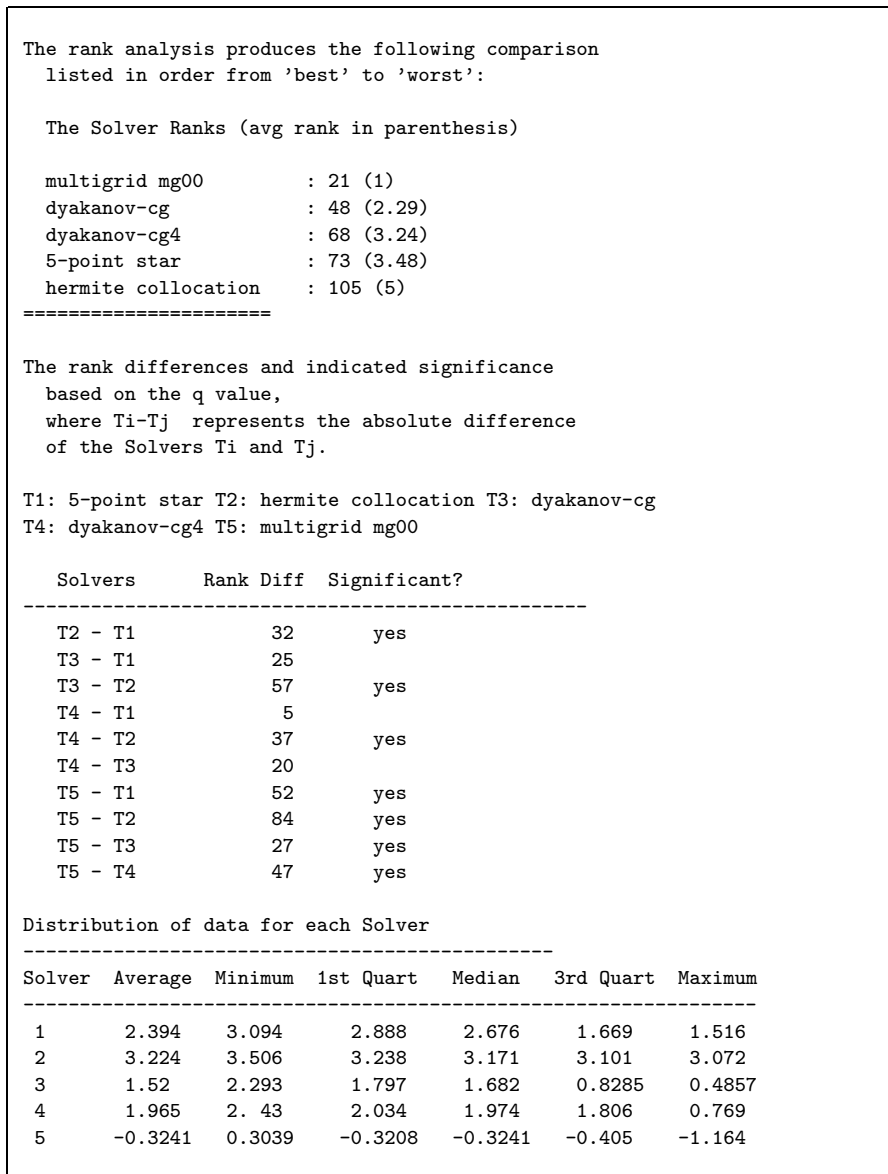 The rank analysis produces the following comparison
listed in order from ’best’ to ’worst’:
The Solver Ranks (avg rank in parenthesis)
multigrid mg00 : 21 (1)
dyakanov-cg : 48 (2.29)
dyakanov-cg4 : 68 (3.24)
5-point star : 73 (3.48)
hermite collocation : 105 (5)
======================
The rank differences and indicated significance
based on the q value,
where Ti-Tj represents the absolute difference
of the Solvers Ti and Tj.
T1: 5-point star T2: hermite collocation T3: dyakanov-cg
T4: dyakanov-cg4 T5: multigrid mg00
Solvers Rank Diff Significant?
--------------------------------------------------
T2 - T1 32 yes
T3 - T1 25
T3 - T2 57 yes
T4 - T1 5
T4 - T2 37 yes
T4 - T3 20
T5 - T1 52 yes
T5 - T2 84 yes
T5 - T3 27 yes
T5 - T4 47 yes
Distribution of data for each Solver
-----------------------------------------------
Solver Average Minimum 1st Quart Median 3rd Quart Maximum
-----------------------------------------------------------------
1 2.394 3.094 2.888 2.676 1.669 1.516
2 3.224 3.506 3.238 3.171 3.101 3.072
3 1.52 2.293 1.797 1.682 0.8285 0.4857
4 1.965 2. 43 2.034 1.974 1.806 0.769
5 -0.3241 0.3039 -0.3208 -0.3241 -0.405 -1.164